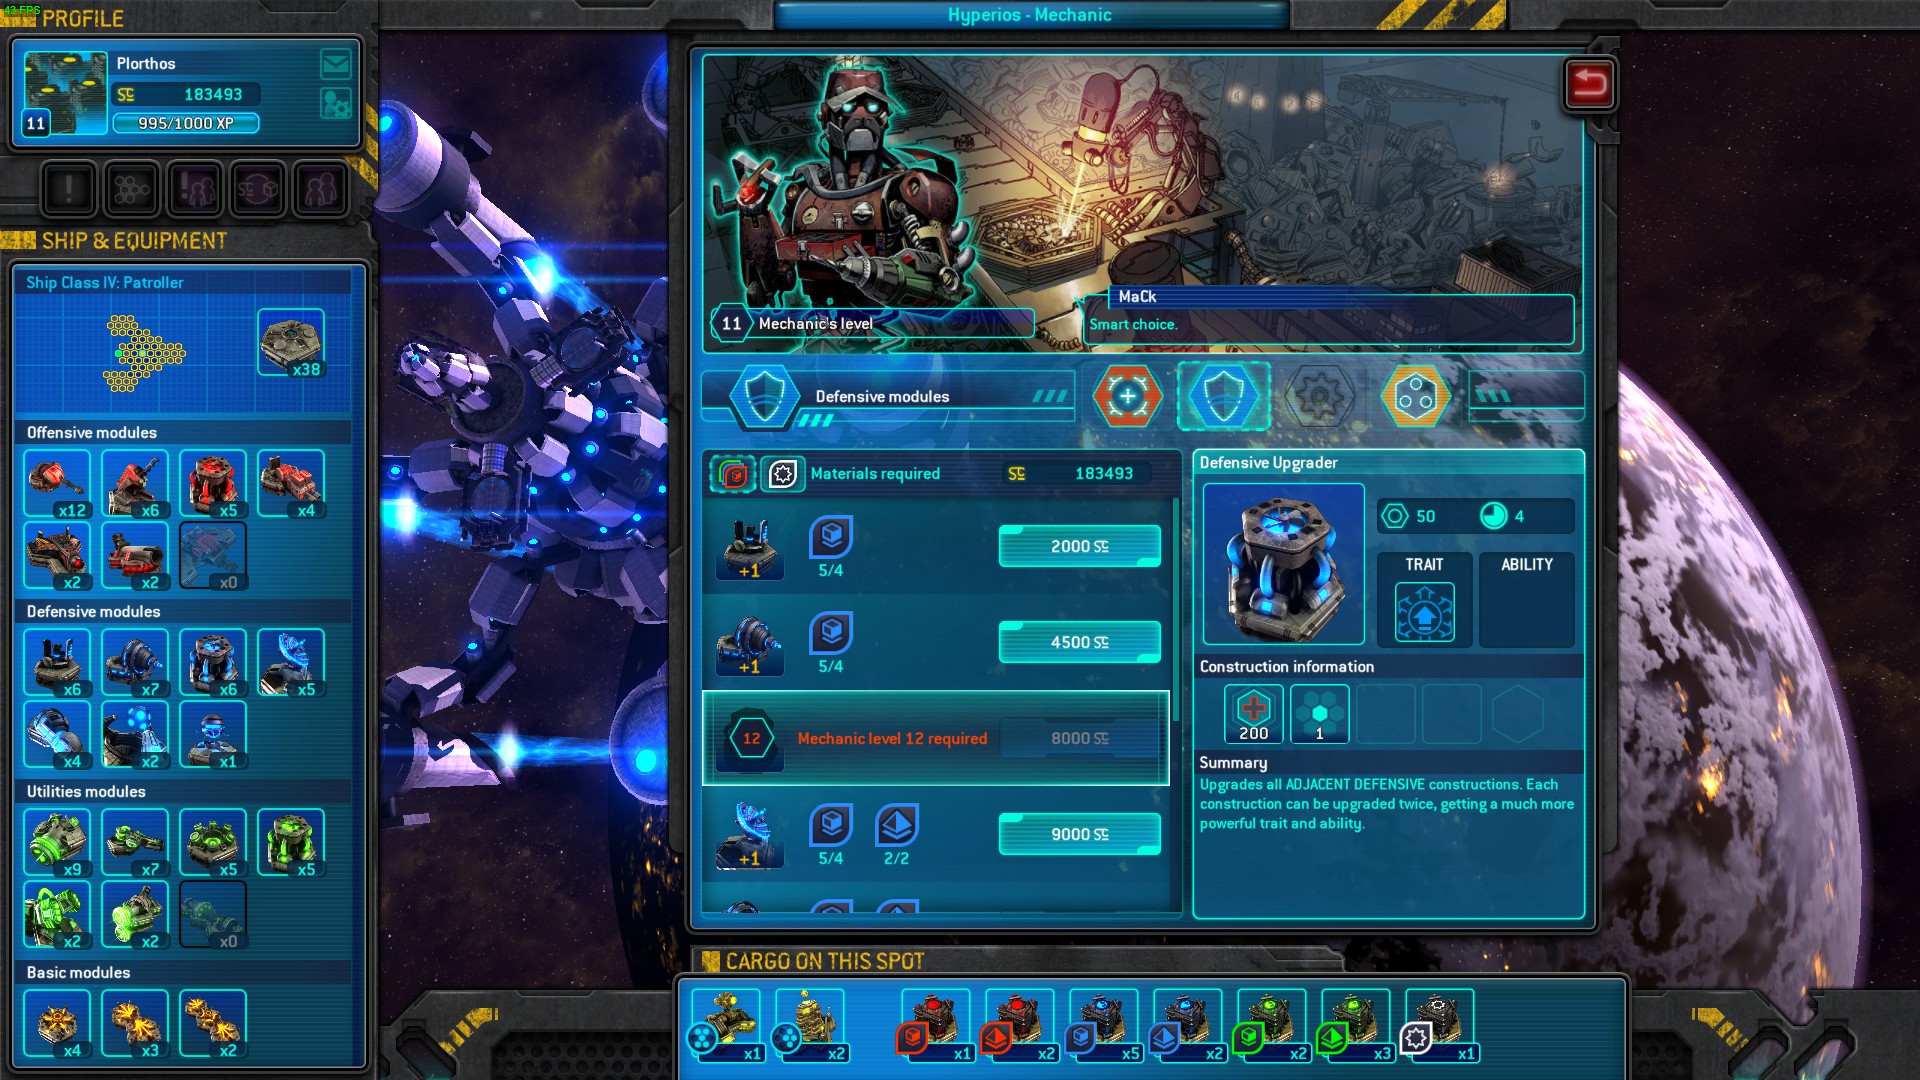 43 FPS
PROFILE
Plorthos
183493
995/1000 XP
11
SHIP & EQUIPMENT
Ship Class IV: Patroller
x38
Offensive modules
x12 x6 x5 x4
x2 x2 x0
Defensive modules
x6 x7 x6 x5
x4 x2 x1
Utilities modules
x9 x7 x5 x5
x2 x2 x0
Basic modules
x4 x3 x2
Hyperios - Mechanic
11 Mechanic's level
MaCk
Smart choice.
Defensive modules
Materials required 183493
+1 5/4 2000
+1 5/4 4500
12 Mechanic level 12 required 8000
+1 5/4 2/2 9000
Defensive Upgrader
50 4
TRAIT ABILITY
Construction information
200 1
Summary
Upgrades all ADJACENT DEFENSIVE constructions. Each
construction can be upgraded twice, getting a much more
powerful trait and ability.
CARGO ON THIS SPOT
x1 x2 x1 x2 x5 x2 x2 x3 x1